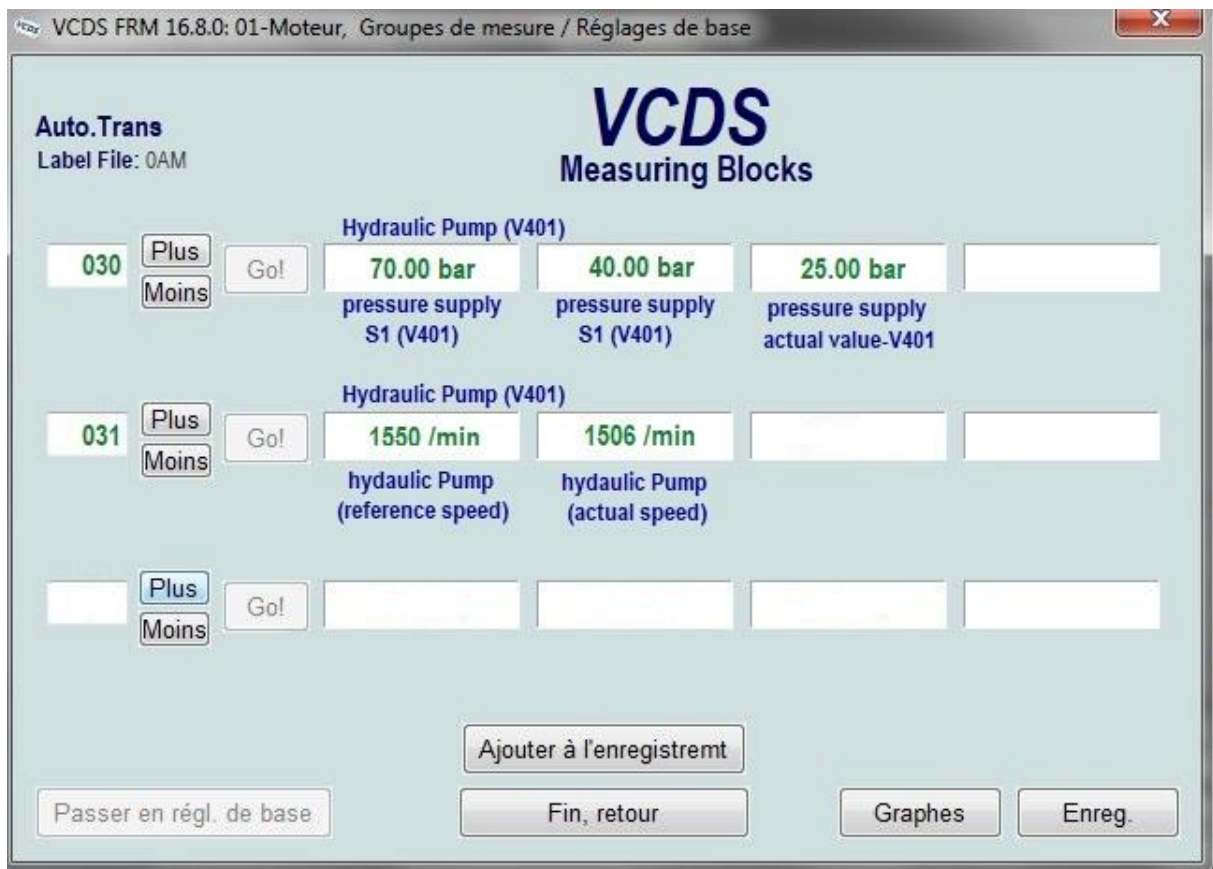 VCDS
VCDS FRM 16.8.0: 01-Moteur, Groupes de mesure / Réglages de base
X
Auto.Trans
Label File: 0AM
VCDS
Measuring Blocks
Hydraulic Pump (V401)
030
Plus
Moins
Go!
70.00 bar
40.00 bar
25.00 bar
pressure supply
S1 (V401)
pressure supply
S1 (V401)
pressure supply
actual value-V401
Hydraulic Pump (V401)
031
Plus
Moins
Go!
1550 /min
1506 /min
hydaulic Pump
(reference speed)
hydaulic Pump
(actual speed)
Plus
Moins
Go!
Ajouter à l'enregistremt
Passer en régl. de base
Fin, retour
Graphes
Enreg.